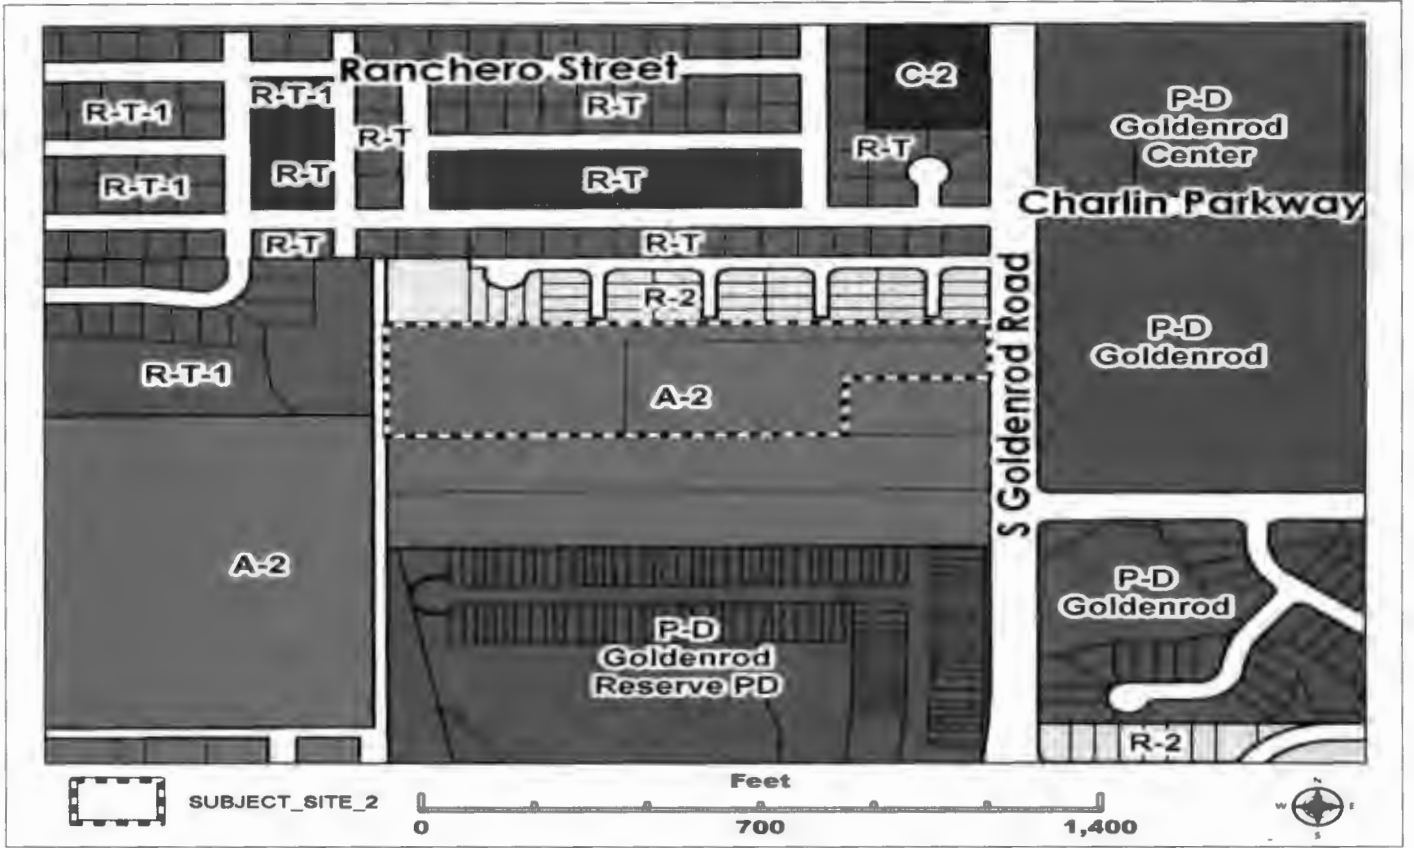 Ranchero Street
C-2
R-T-1
R-T-1
R-T
R-T
P-D
Goldenrod
Center
R-T
R-T-1
R-T
R-T
Charlin Parkway
R-T
R-T
R-2
S Goldenrod Road
P-D
Goldenrod
R-T-1
A-2
A-2
P-D
Goldenrod
P-D
Goldenrod
Reserve PD
R-2
SUBJECT_SITE_2
Feet
0
700
1,400
N
W
E
S